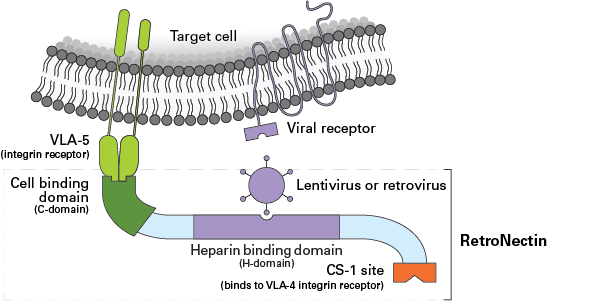 Target cell
Viral receptor
VLA-5
(integrin receptor)
Cell binding
domain
(C-domain)
Lentivirus or retrovirus
RetroNectin
Heparin binding domain
(H-domain)
CS-1 site
(binds to VLA-4 integrin receptor)